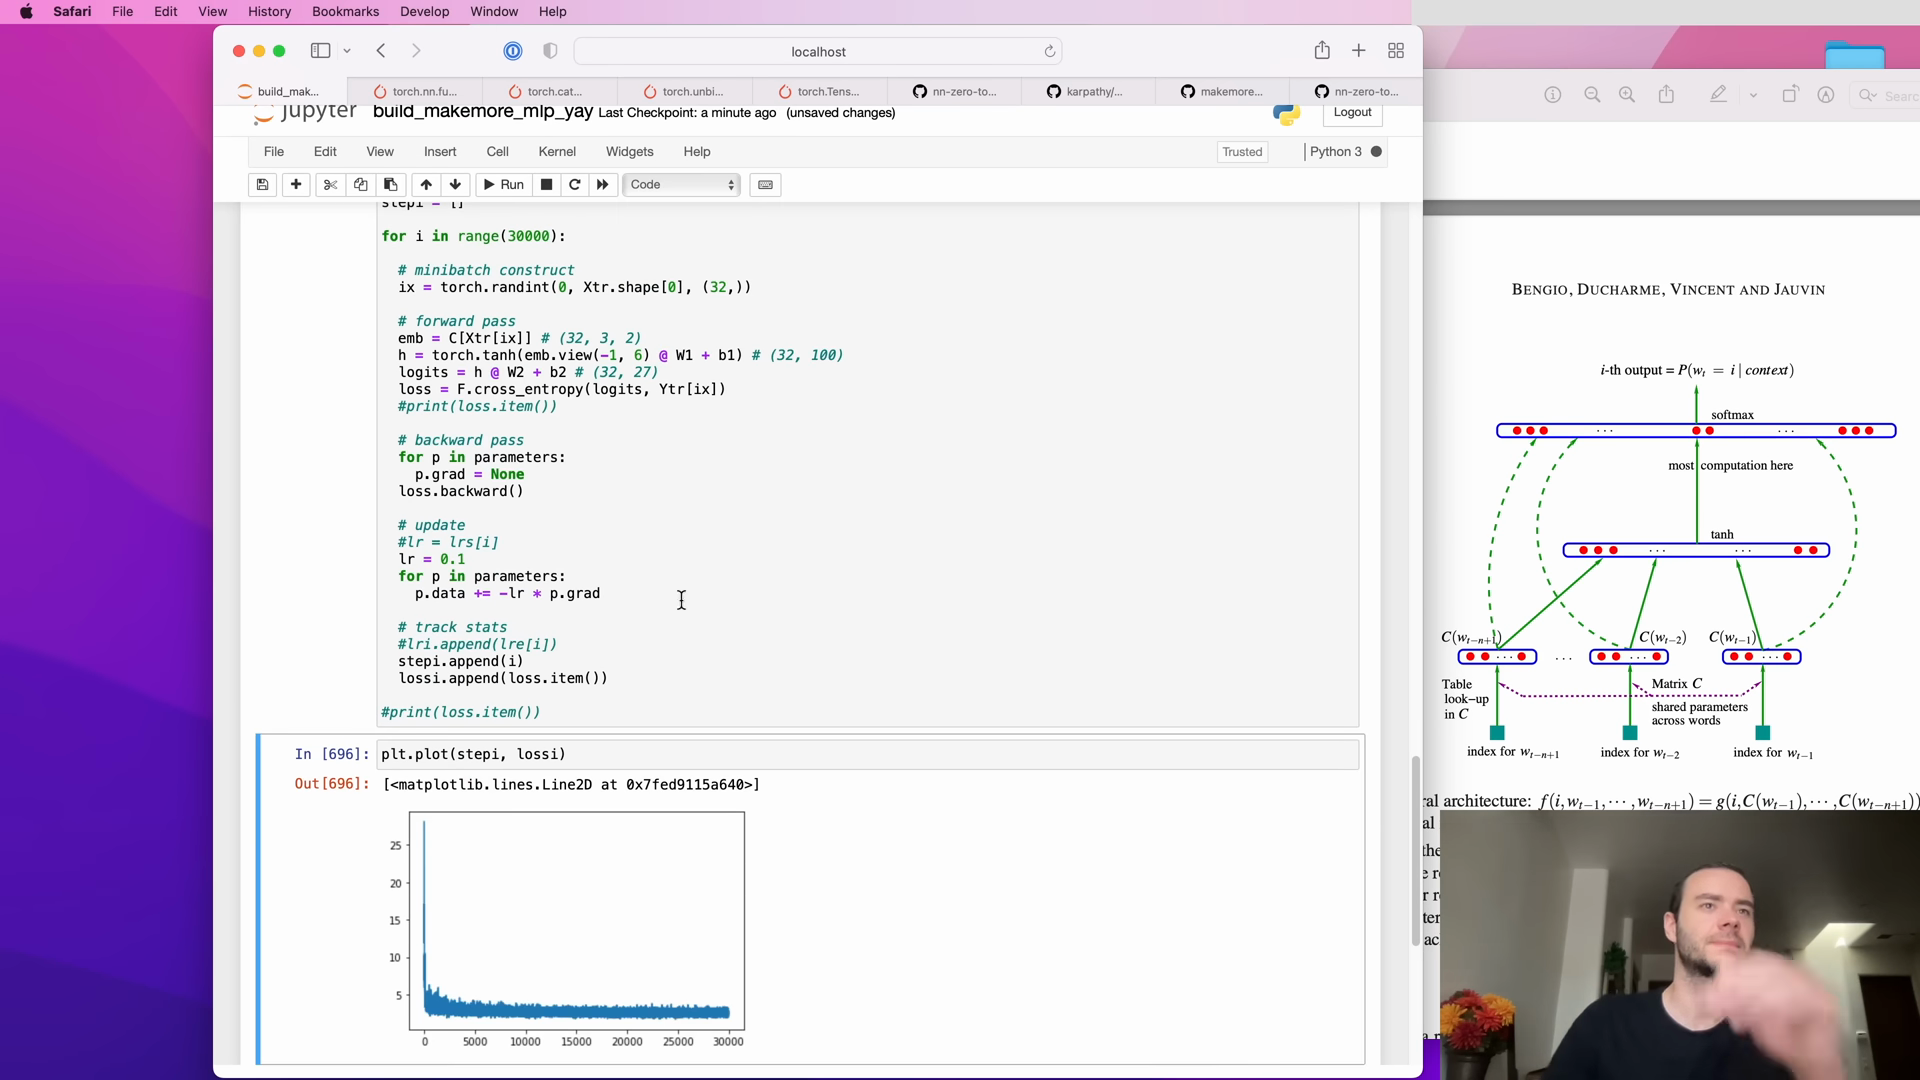 Safari File Edit View History Bookmarks Develop Window Help
localhost
build_mak... torch.nn.fu... torch.cat... torch.unbi... torch.Tens... nn-zero-to... karpathy/... makemore... nn-zero-to...
jupyter build_makemore_mlp_yay Last Checkpoint: a minute ago (unsaved changes) Logout
File Edit View Insert Cell Kernel Widgets Help Trusted Python 3
Run Code
Search
stepi = []
for i in range(30000):
# minibatch construct
ix = torch.randint(0, Xtr.shape[0], (32,))
# forward pass
emb = C[Xtr[ix]] # (32, 3, 2)
h = torch.tanh(emb.view(-1, 6) @ W1 + b1) # (32, 100)
logits = h @ W2 + b2 # (32, 27)
loss = F.cross_entropy(logits, Ytr[ix])
#print(loss.item())
# backward pass
for p in parameters:
p.grad = None
loss.backward()
# update
#lr = lrs[i]
lr = 0.1
for p in parameters:
p.data += -lr * p.grad
# track stats
#lri.append(lre[i])
stepi.append(i)
lossi.append(loss.item())
#print(loss.item())
In [696]: plt.plot(stepi, lossi)
Out[696]: [<matplotlib.lines.Line2D at 0x7fed9115a640>]
25
20
15
10
5
0 5000 10000 15000 20000 25000 30000
BENGIO, DUCHARME, VINCENT AND JAUVIN
i-th output = P(w_t = i | context)
softmax
... ... 
most computation here
tanh
... ...
C(w_{t−n+1}) C(w_{t−2}) C(w_{t−1})
... ... ... ...
Table look−up in C
Matrix C
shared parameters
across words
index for w_{t−n+1} index for w_{t−2} index for w_{t−1}
ral architecture: f(i,w_{t−1},··· ,w_{t−n+1}) = g(i,C(w_{t−1}),··· ,C(w_{t−n+1}))